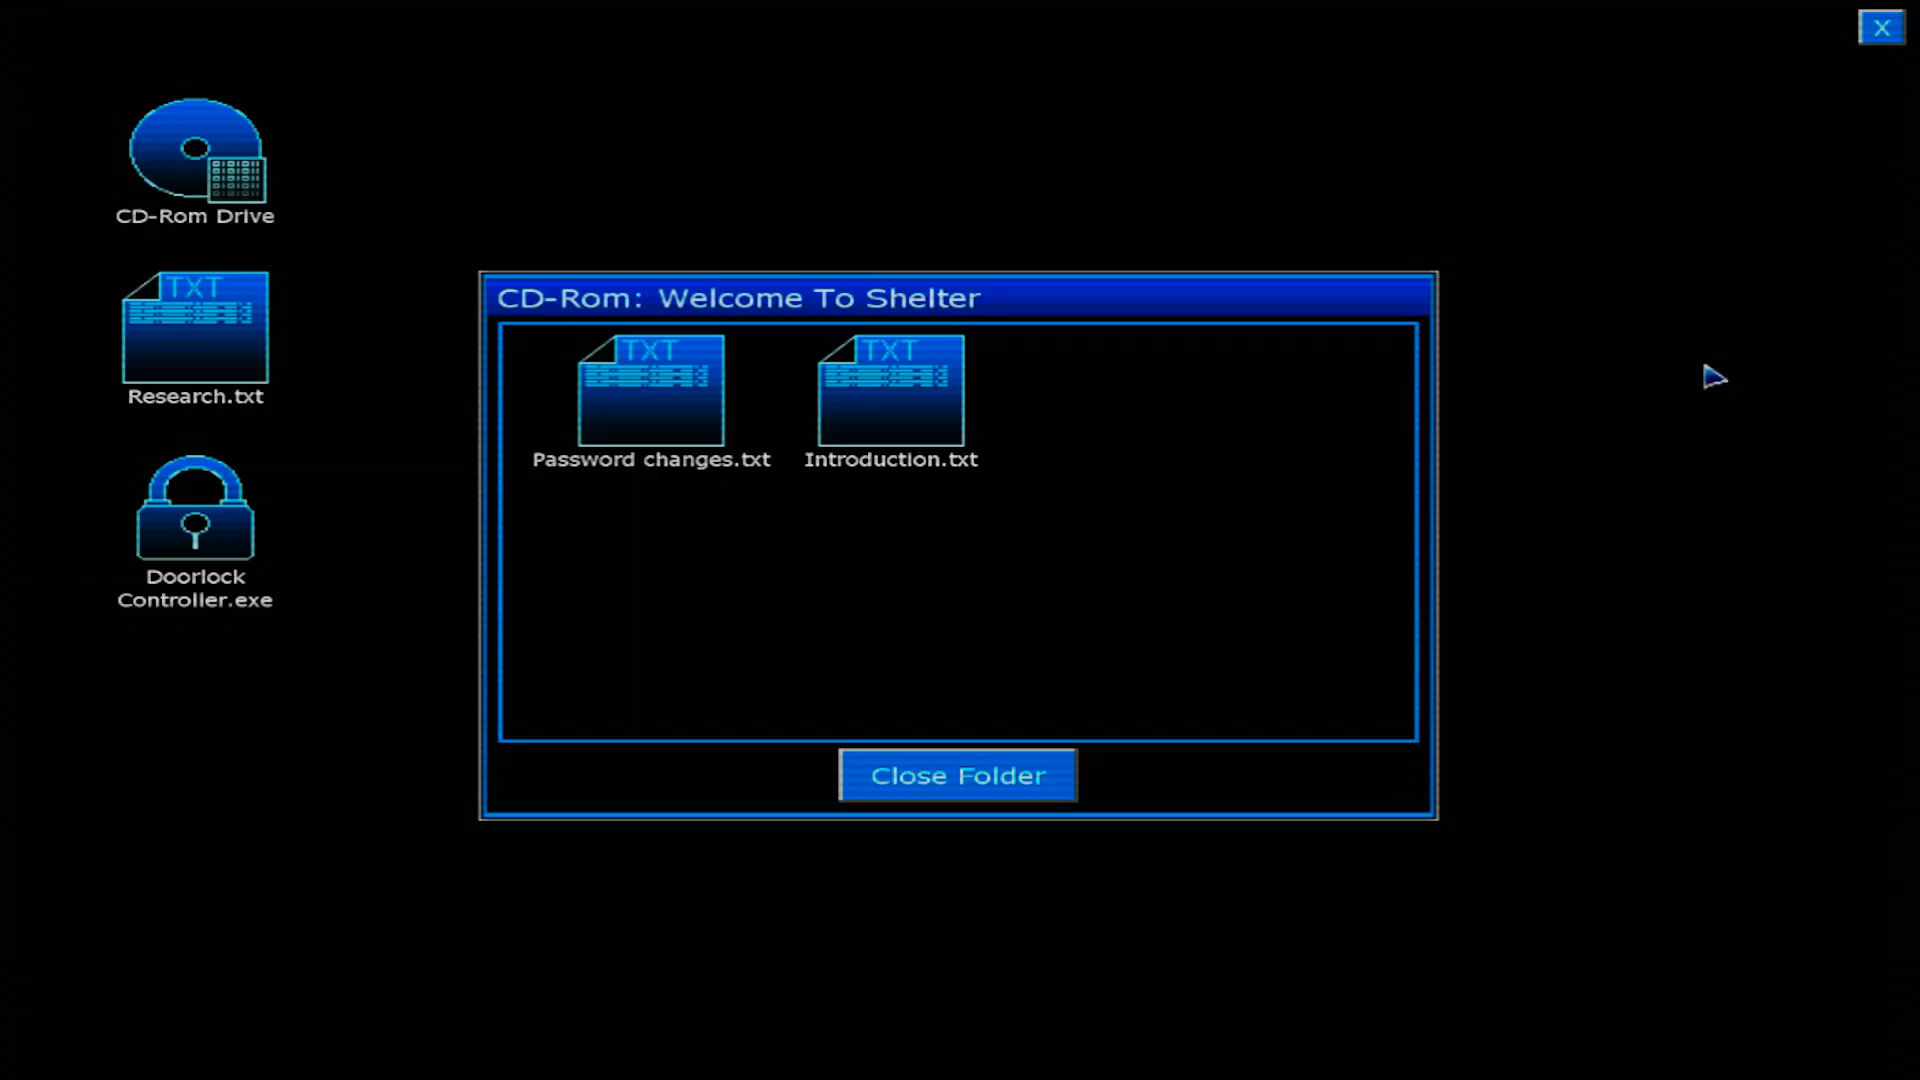 X
CD-Rom Drive
TXT
Research.txt
Doorlock
Controller.exe
CD-Rom: Welcome To Shelter
TXT
TXT
Password changes.txt
Introduction.txt
Close Folder